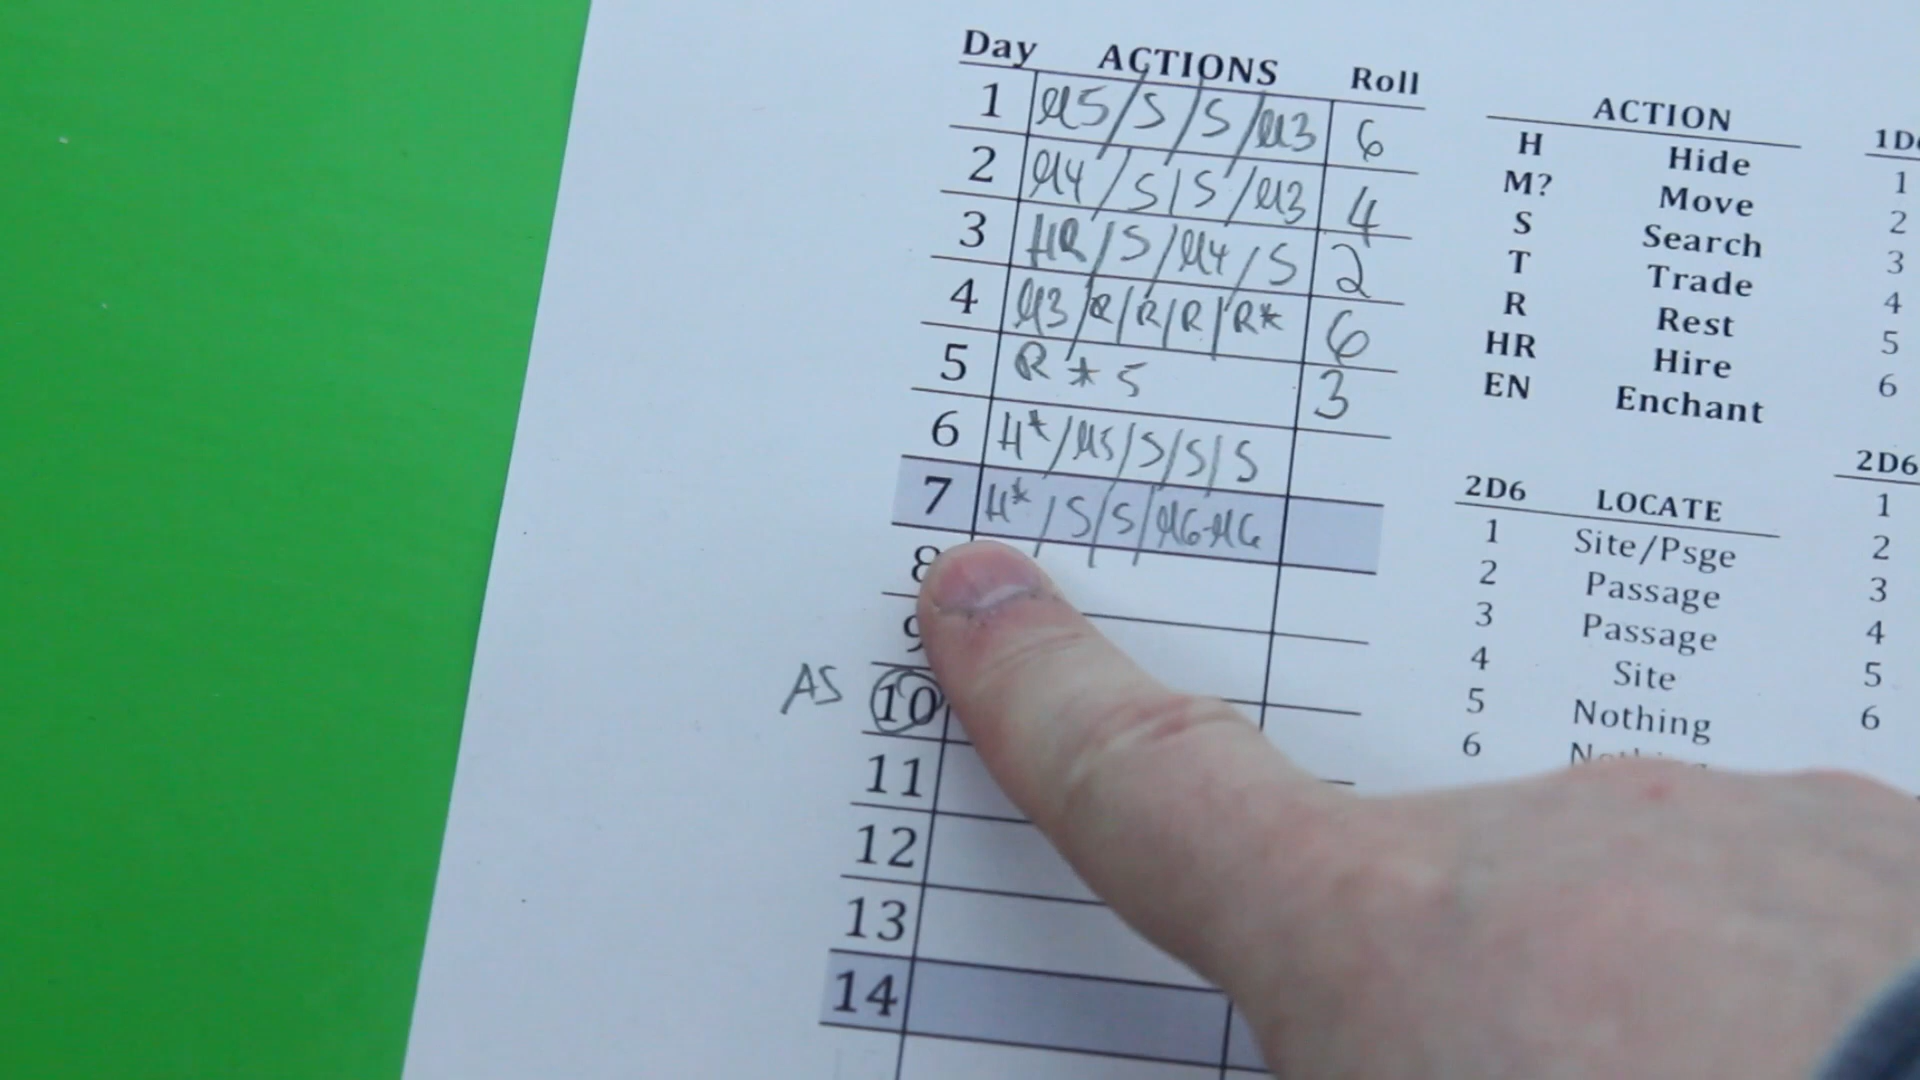 Day ACTIONS Roll
1 M5/S/S/M3 6
2 M4/S/S/M3 4
3 HR/S/M4/S 2
4 M3/R/R/R/R* 6
5 R * 5 3
6 H*/M5/S/S/S
7 H*/S/S/M6-M6
8
9
AS 10
11
12
13
14
ACTION
H Hide
M? Move
S Search
T Trade
R Rest
HR Hire
EN Enchant
2D6 LOCATE
1 Site/Psge
2 Passage
3 Passage
4 Site
5 Nothing
6
1
2
3
4
5
6
2D6
1
2
3
4
5
6